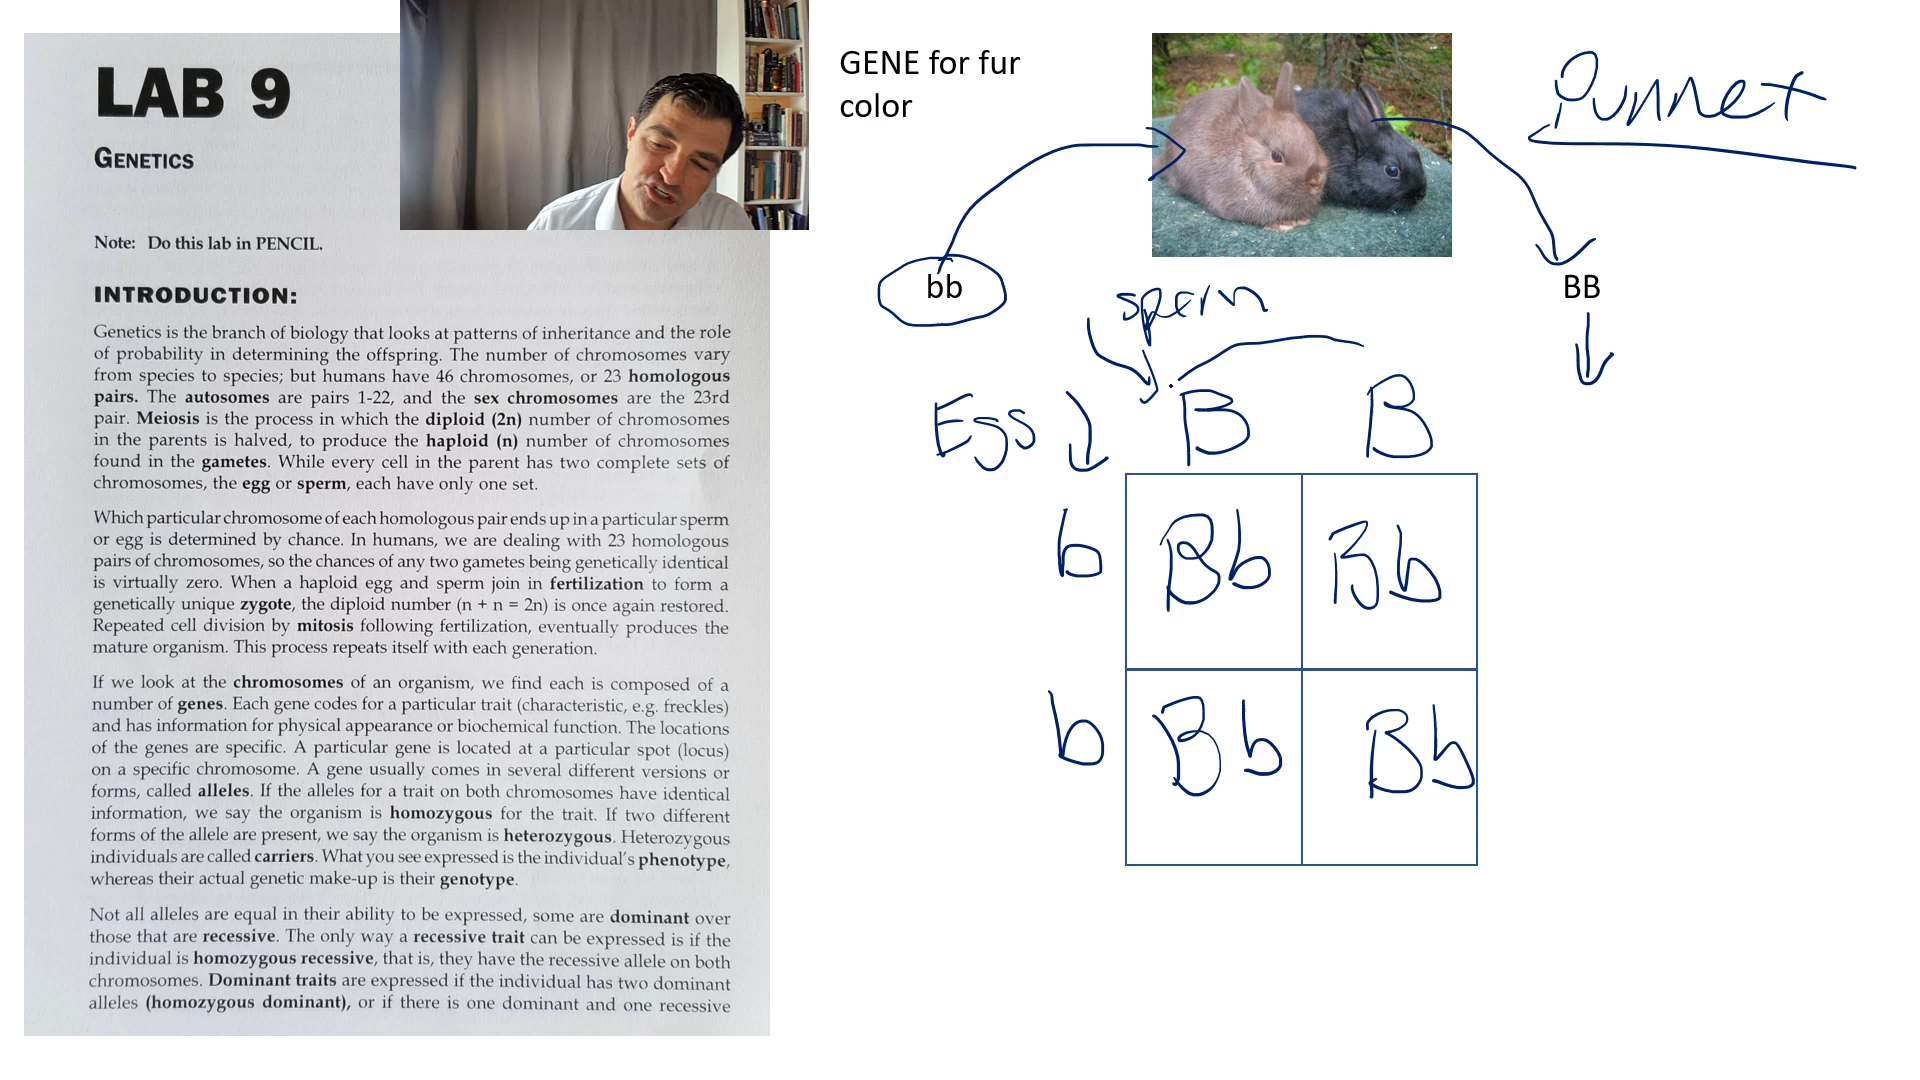 LAB 9
GENETICS
Note: Do this lab in PENCIL.
INTRODUCTION:
Genetics is the branch of biology that looks at patterns of inheritance and the role
of probability in determining the offspring. The number of chromosomes vary
from species to species; but humans have 46 chromosomes, or 23 homologous
pairs. The autosomes are pairs 1-22, and the sex chromosomes are the 23rd
pair. Meiosis is the process in which the diploid (2n) number of chromosomes
in the parents is halved, to produce the haploid (n) number of chromosomes
found in the gametes. While every cell in the parent has two complete sets of
chromosomes, the egg or sperm, each have only one set.
Which particular chromosome of each homologous pair ends up in a particular sperm
or egg is determined by chance. In humans, we are dealing with 23 homologous
pairs of chromosomes, so the chances of any two gametes being genetically identical
is virtually zero. When a haploid egg and sperm join in fertilization to form a
genetically unique zygote, the diploid number (n + n = 2n) is once again restored.
Repeated cell division by mitosis following fertilization, eventually produces the
mature organism. This process repeats itself with each generation.
If we look at the chromosomes of an organism, we find each is composed of a
number of genes. Each gene codes for a particular trait (characteristic, e.g. freckles)
and has information for physical appearance or biochemical function. The locations
of the genes are specific. A particular gene is located at a particular spot (locus)
on a specific chromosome. A gene usually comes in several different versions or
forms, called alleles. If the alleles for a trait on both chromosomes have identical
information, we say the organism is homozygous for the trait. If two different
forms of the allele are present, we say the organism is heterozygous. Heterozygous
individuals are called carriers. What you see expressed is the individual's phenotype,
whereas their actual genetic make-up is their genotype.
Not all alleles are equal in their ability to be expressed, some are dominant over
those that are recessive. The only way a recessive trait can be expressed is if the
individual is homozygous recessive, that is, they have the recessive allele on both
chromosomes. Dominant traits are expressed if the individual has two dominant
alleles (homozygous dominant), or if there is one dominant and one recessive
GENE for fur
color
Punnet
bb
BB
sperm
Egg
B B
b Bb Bb
b Bb Bb